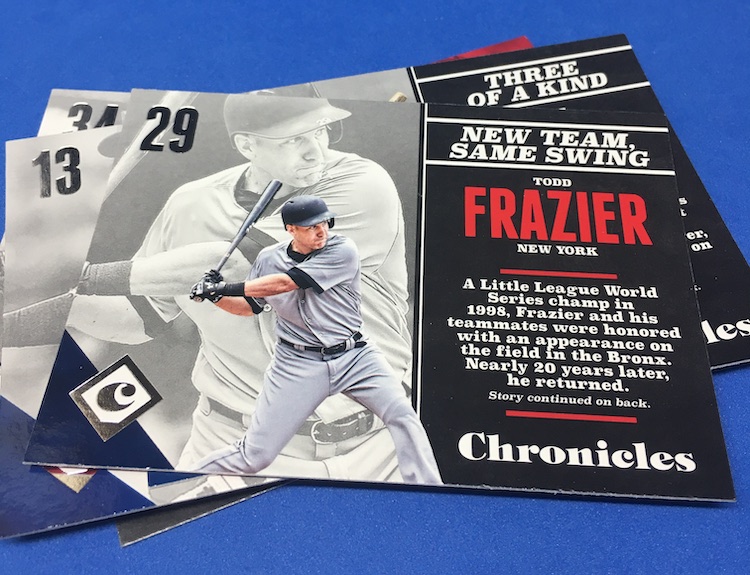 THREE
OF A KIND
34
29
13
NEW TEAM,
SAME SWING
TODD
FRAZIER
NEW YORK
A Little League World
Series champ in
1998, Frazier and his
teammates were honored
with an appearance on
the field in the Bronx.
Nearly 20 years later,
he returned.
Story continued on back.
Chronicles
on
C